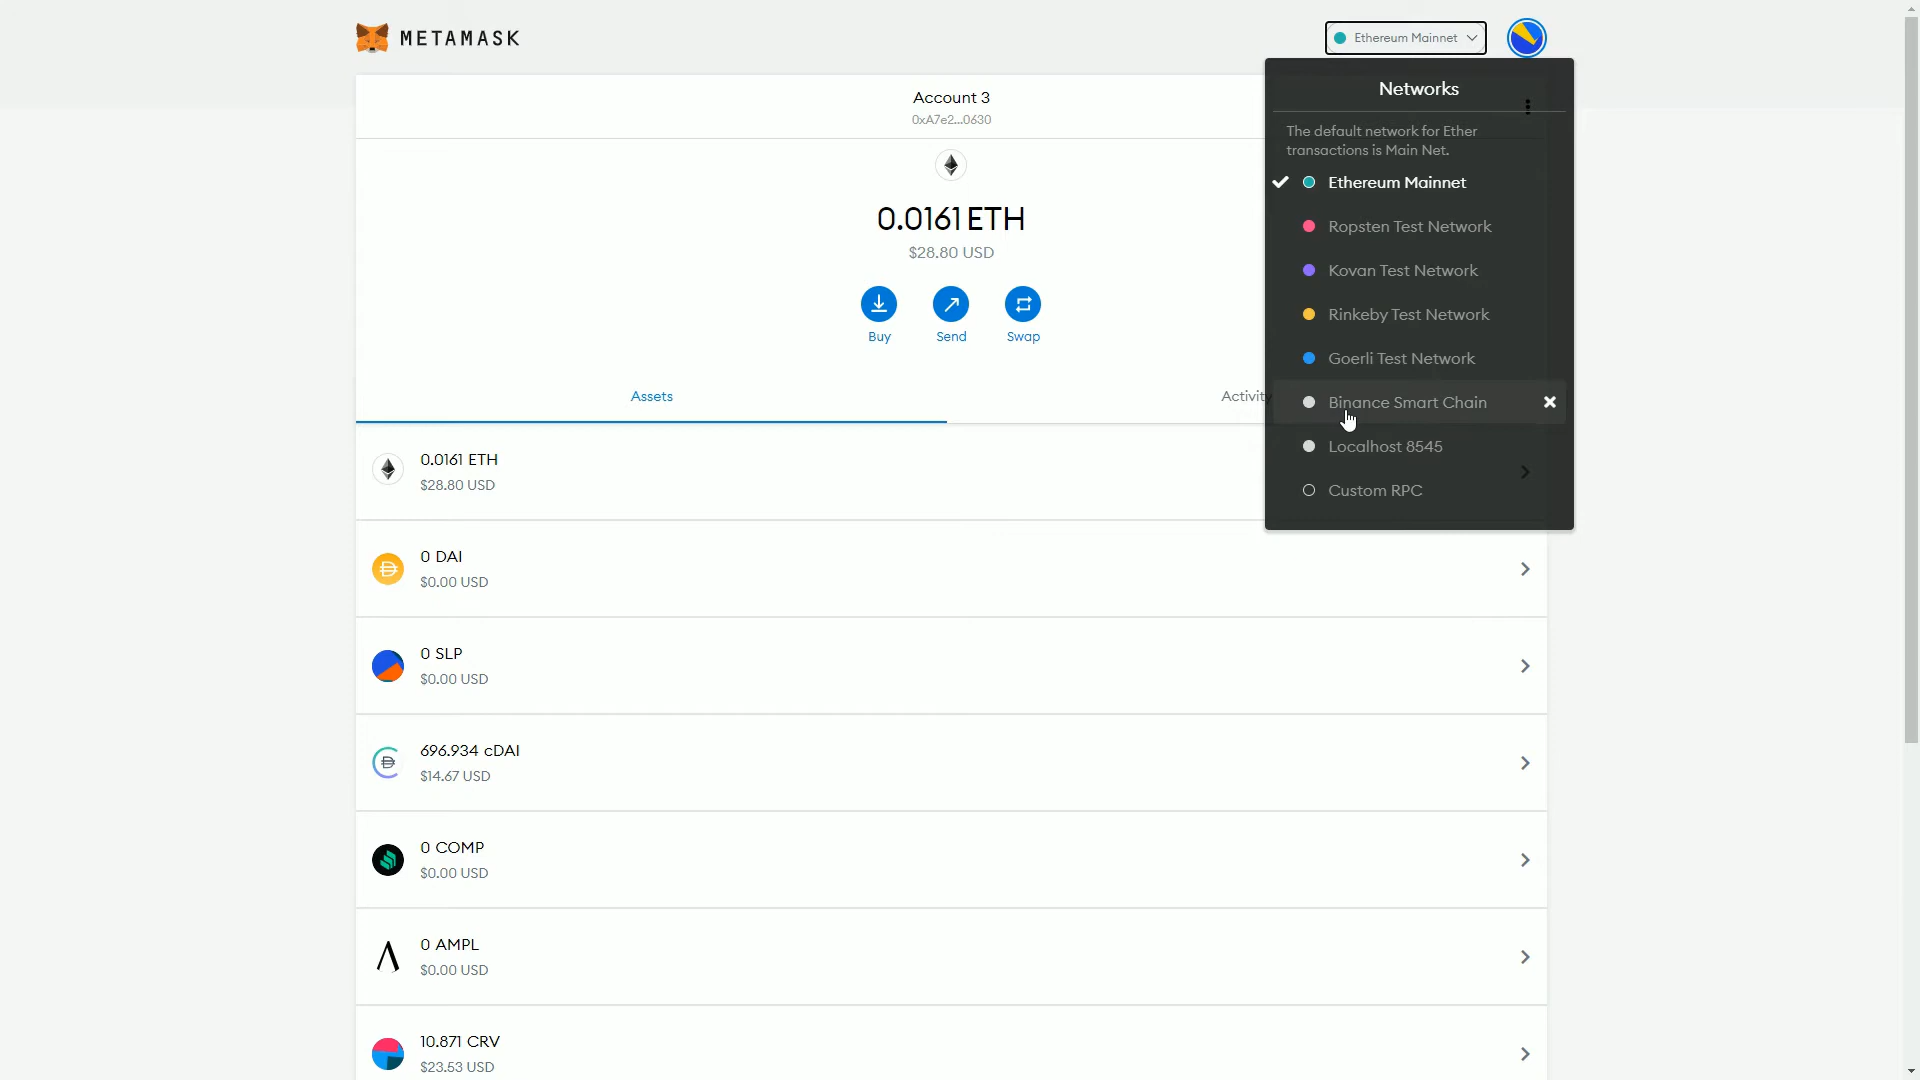 METAMASK
Ethereum Mainnet
Account 3
0xA7e2...0630
0.0161 ETH
$28.80 USD
Buy
Send
Swap
Assets
Activity
Networks
The default network for Ether
transactions is Main Net.
Ethereum Mainnet
Ropsten Test Network
Kovan Test Network
Rinkeby Test Network
Goerli Test Network
Binance Smart Chain
Localhost 8545
Custom RPC
0.0161 ETH
$28.80 USD
0 DAI
$0.00 USD
0 SLP
$0.00 USD
696.934 cDAI
$14.67 USD
0 COMP
$0.00 USD
0 AMPL
$0.00 USD
10.871 CRV
$23.53 USD